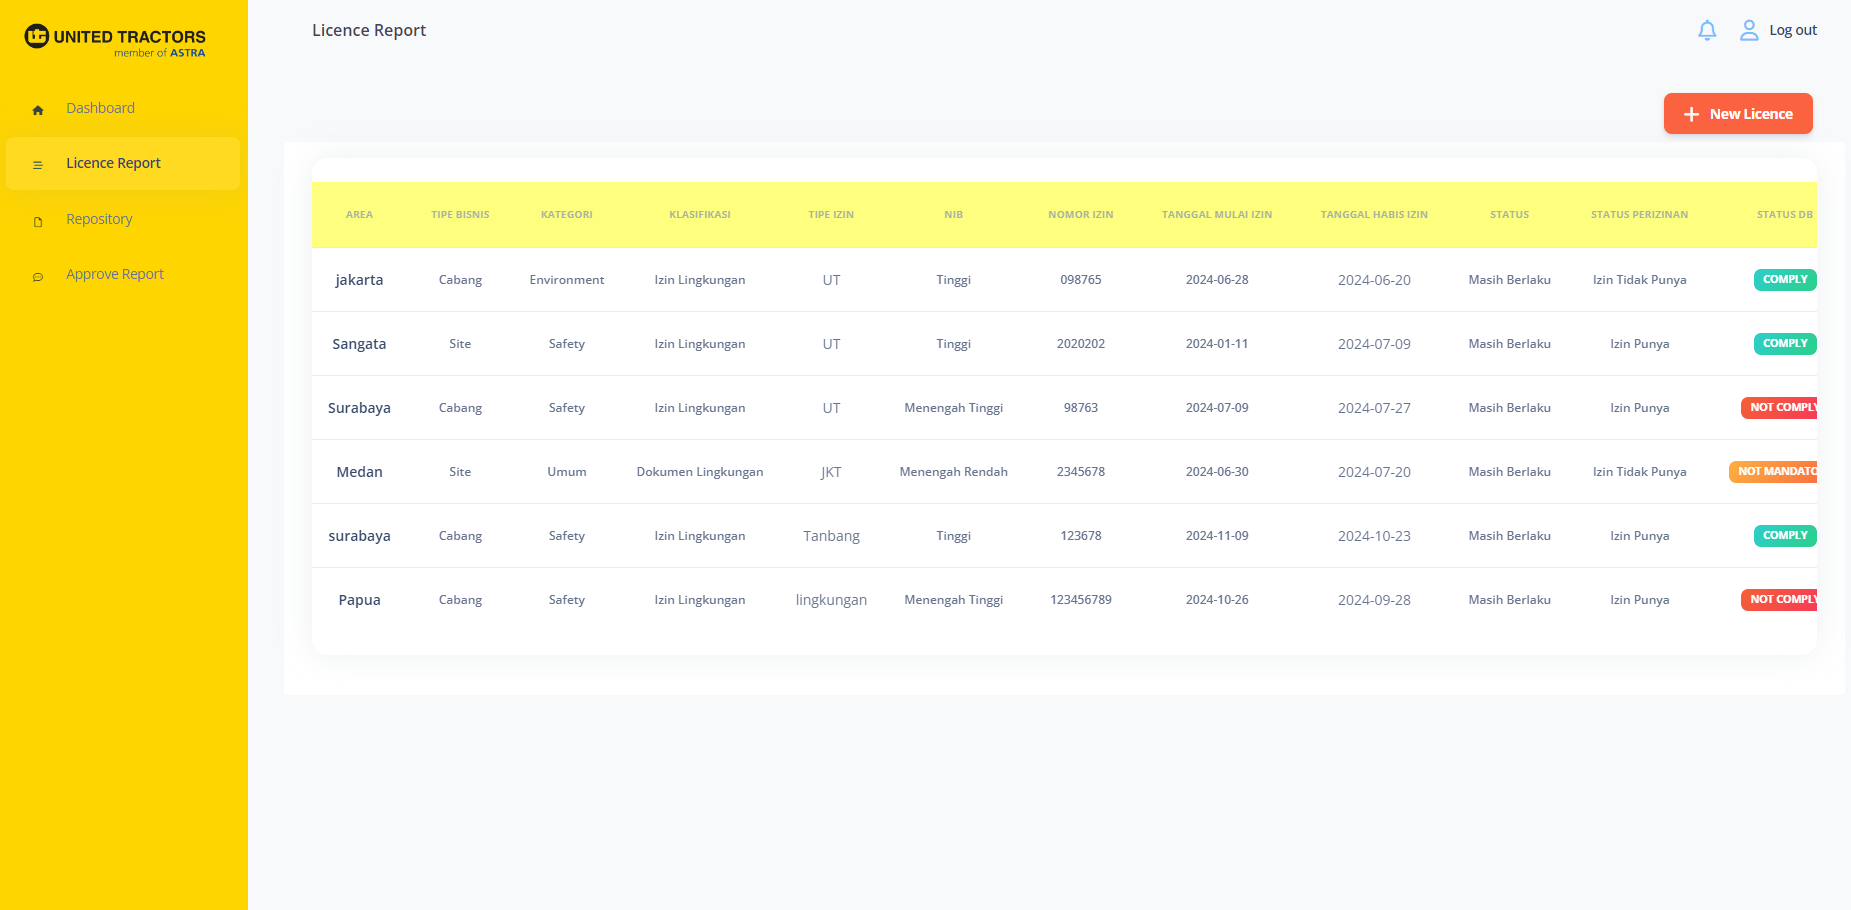 UNITED TRACTORS
member of ASTRA
Dashboard
Licence Report
Repository
Approve Report
Licence Report
Log out
New Licence
AREA TIPE BISNIS KATEGORI KLASIFIKASI TIPE IZIN NIB NOMOR IZIN TANGGAL MULAI IZIN TANGGAL HABIS IZIN STATUS STATUS PERIZINAN STATUS DB
jakarta Cabang Environment Izin Lingkungan UT Tinggi 098765 2024-06-28 2024-06-20 Masih Berlaku Izin Tidak Punya COMPLY
Sangata Site Safety Izin Lingkungan UT Tinggi 2020202 2024-01-11 2024-07-09 Masih Berlaku Izin Punya COMPLY
Surabaya Cabang Safety Izin Lingkungan UT Menengah Tinggi 98763 2024-07-09 2024-07-27 Masih Berlaku Izin Punya NOT COMPLY
Medan Site Umum Dokumen Lingkungan JKT Menengah Rendah 2345678 2024-06-30 2024-07-20 Masih Berlaku Izin Tidak Punya NOT MANDATO
surabaya Cabang Safety Izin Lingkungan Tanbang Tinggi 123678 2024-11-09 2024-10-23 Masih Berlaku Izin Punya COMPLY
Papua Cabang Safety Izin Lingkungan lingkungan Menengah Tinggi 123456789 2024-10-26 2024-09-28 Masih Berlaku Izin Punya NOT COMPLY